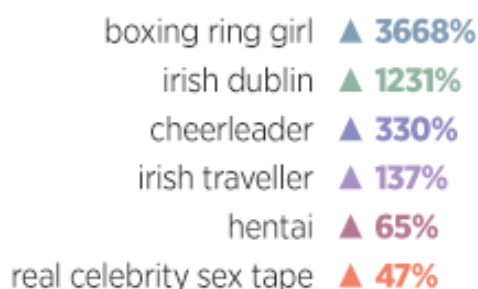 boxing ring girl ▲ 3668%
irish dublin ▲ 1231%
cheerleader ▲ 330%
irish traveller ▲ 137%
hentai ▲ 65%
real celebrity sex tape ▲ 47%